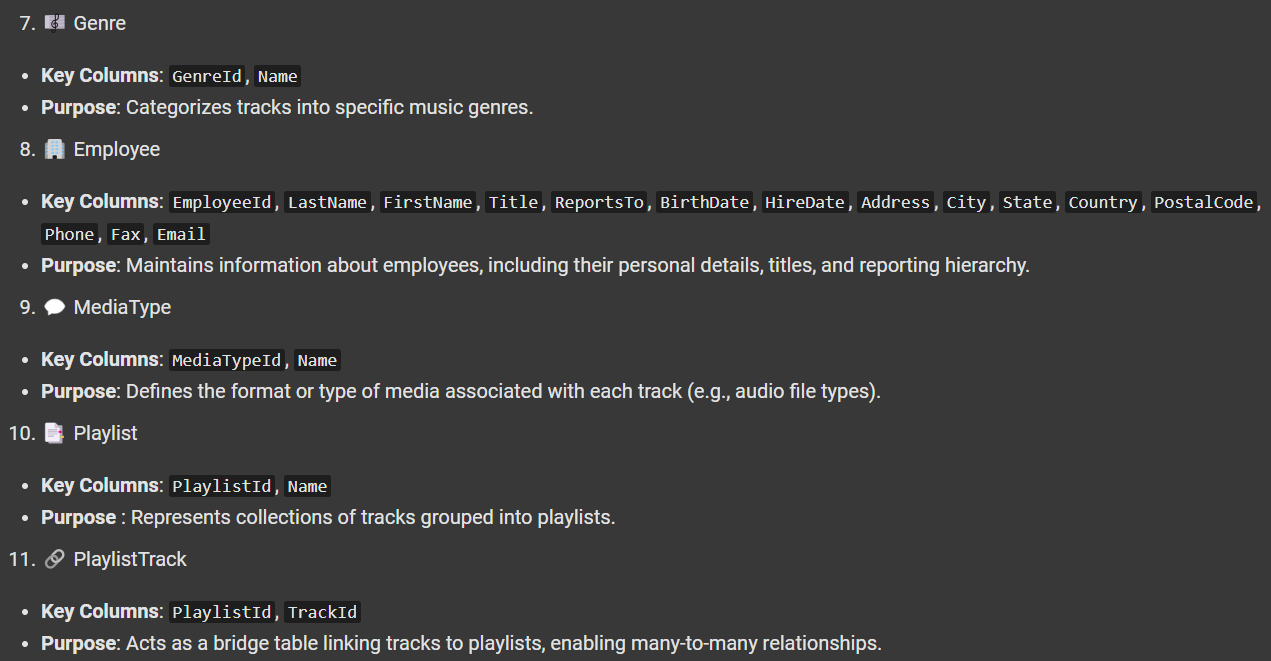 7. 🎼 Genre
• Key Columns: GenreId, Name
• Purpose: Categorizes tracks into specific music genres.
8. 🏢 Employee
• Key Columns: EmployeeId, LastName, FirstName, Title, ReportsTo, BirthDate, HireDate, Address, City, State, Country, PostalCode,
Phone, Fax, Email
• Purpose: Maintains information about employees, including their personal details, titles, and reporting hierarchy.
9. 💬 MediaType
• Key Columns: MediaTypeId, Name
• Purpose: Defines the format or type of media associated with each track (e.g., audio file types).
10. 📑 Playlist
• Key Columns: PlaylistId, Name
• Purpose : Represents collections of tracks grouped into playlists.
11. 🔗 PlaylistTrack
• Key Columns: PlaylistId, TrackId
• Purpose: Acts as a bridge table linking tracks to playlists, enabling many-to-many relationships.